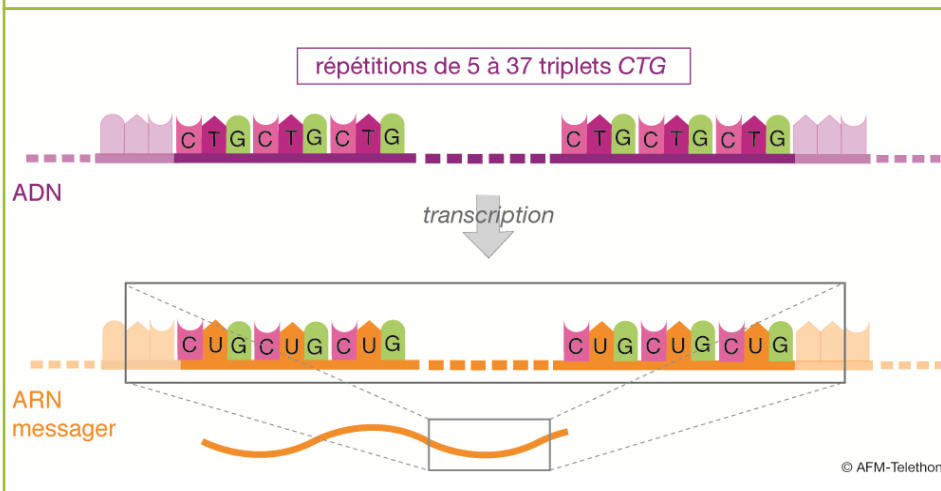 répétitions de 5 à 37 triplets CTG
C T G C T G C T G C T G C T G C T G
ADN
transcription
C U G C U G C U G C U G C U G C U G
ARN
messager
© AFM-Telethon